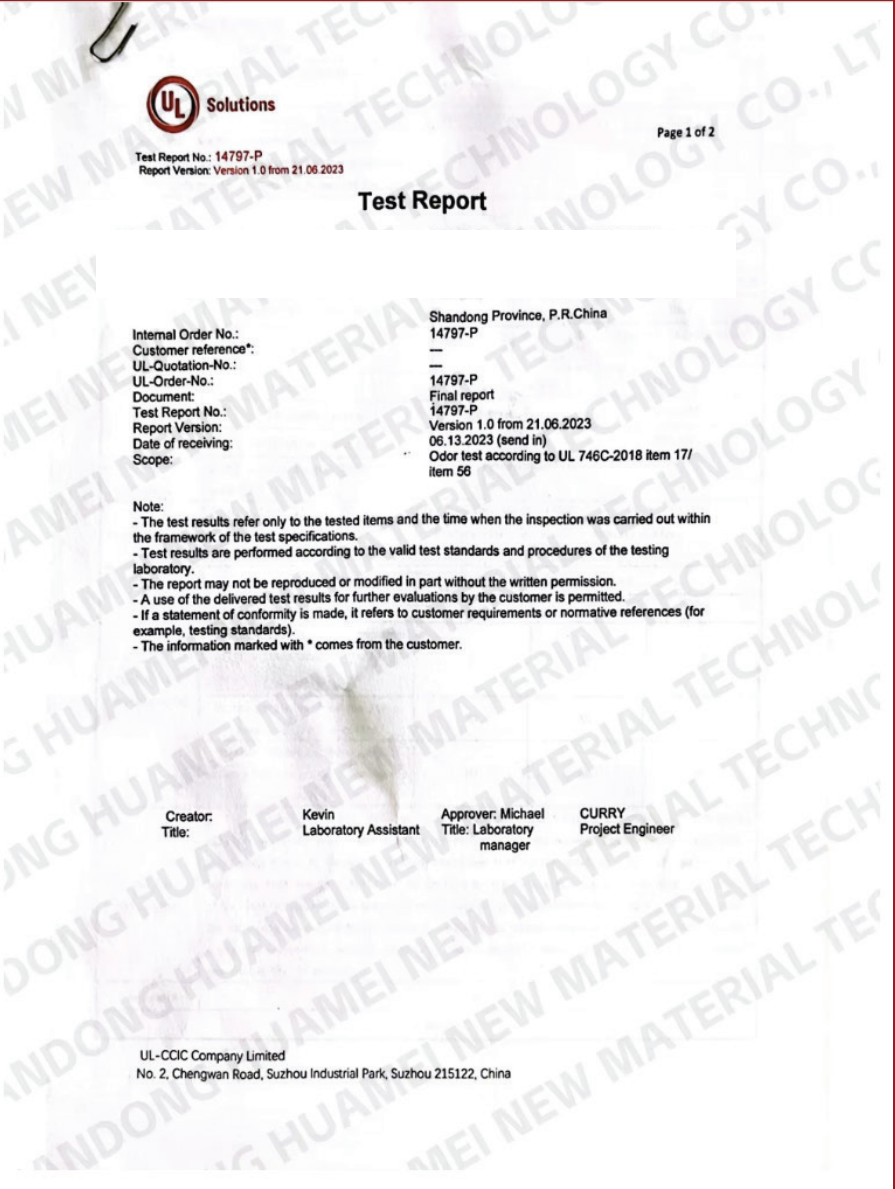 UL Solutions
Page 1 of 2
Test Report No.: 14797-P
Report Version: Version 1.0 from 21.06.2023
Test Report
Shandong Province, P.R.China
Internal Order No.: 14797-P
Customer reference*: —
UL-Quotation-No.: —
UL-Order-No.: 14797-P
Document: Final report
Test Report No.: 14797-P
Report Version: Version 1.0 from 21.06.2023
Date of receiving: 06.13.2023 (send in)
Scope: Odor test according to UL 746C-2018 item 17/
item 56
Note:
- The test results refer only to the tested items and the time when the inspection was carried out within
the framework of the test specifications.
- Test results are performed according to the valid test standards and procedures of the testing
laboratory.
- The report may not be reproduced or modified in part without the written permission.
- A use of the delivered test results for further evaluations by the customer is permitted.
- If a statement of conformity is made, it refers to customer requirements or normative references (for
example, testing standards).
- The information marked with * comes from the customer.
Creator: Kevin Approver: Michael CURRY
Title: Laboratory Assistant Title: Laboratory Project Engineer
manager
UL-CCIC Company Limited
No. 2, Chengwan Road, Suzhou Industrial Park, Suzhou 215122, China
HUAMEI NEW MATERIAL TECHNOLOGY CO., LT